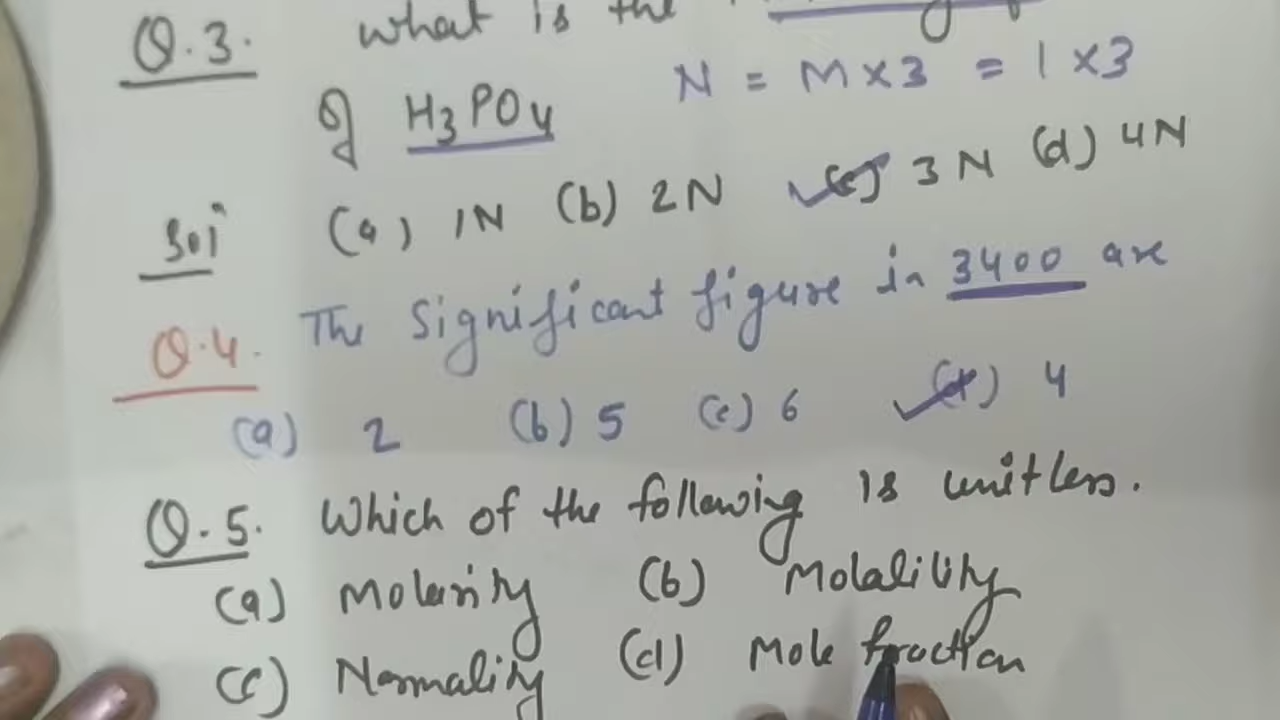 Q.3. What is the
of H3PO4 N = M×3 = 1×3
Sol (a) 1N (b) 2N (c) 3N (d) 4N
Q.4. The Significant figure in 3400 are
(a) 2 (b) 5 (c) 6 (d) 4
Q.5. Which of the following is unitless.
(a) Molarity (b) Molalility
(c) Normality (d) Mole fraction